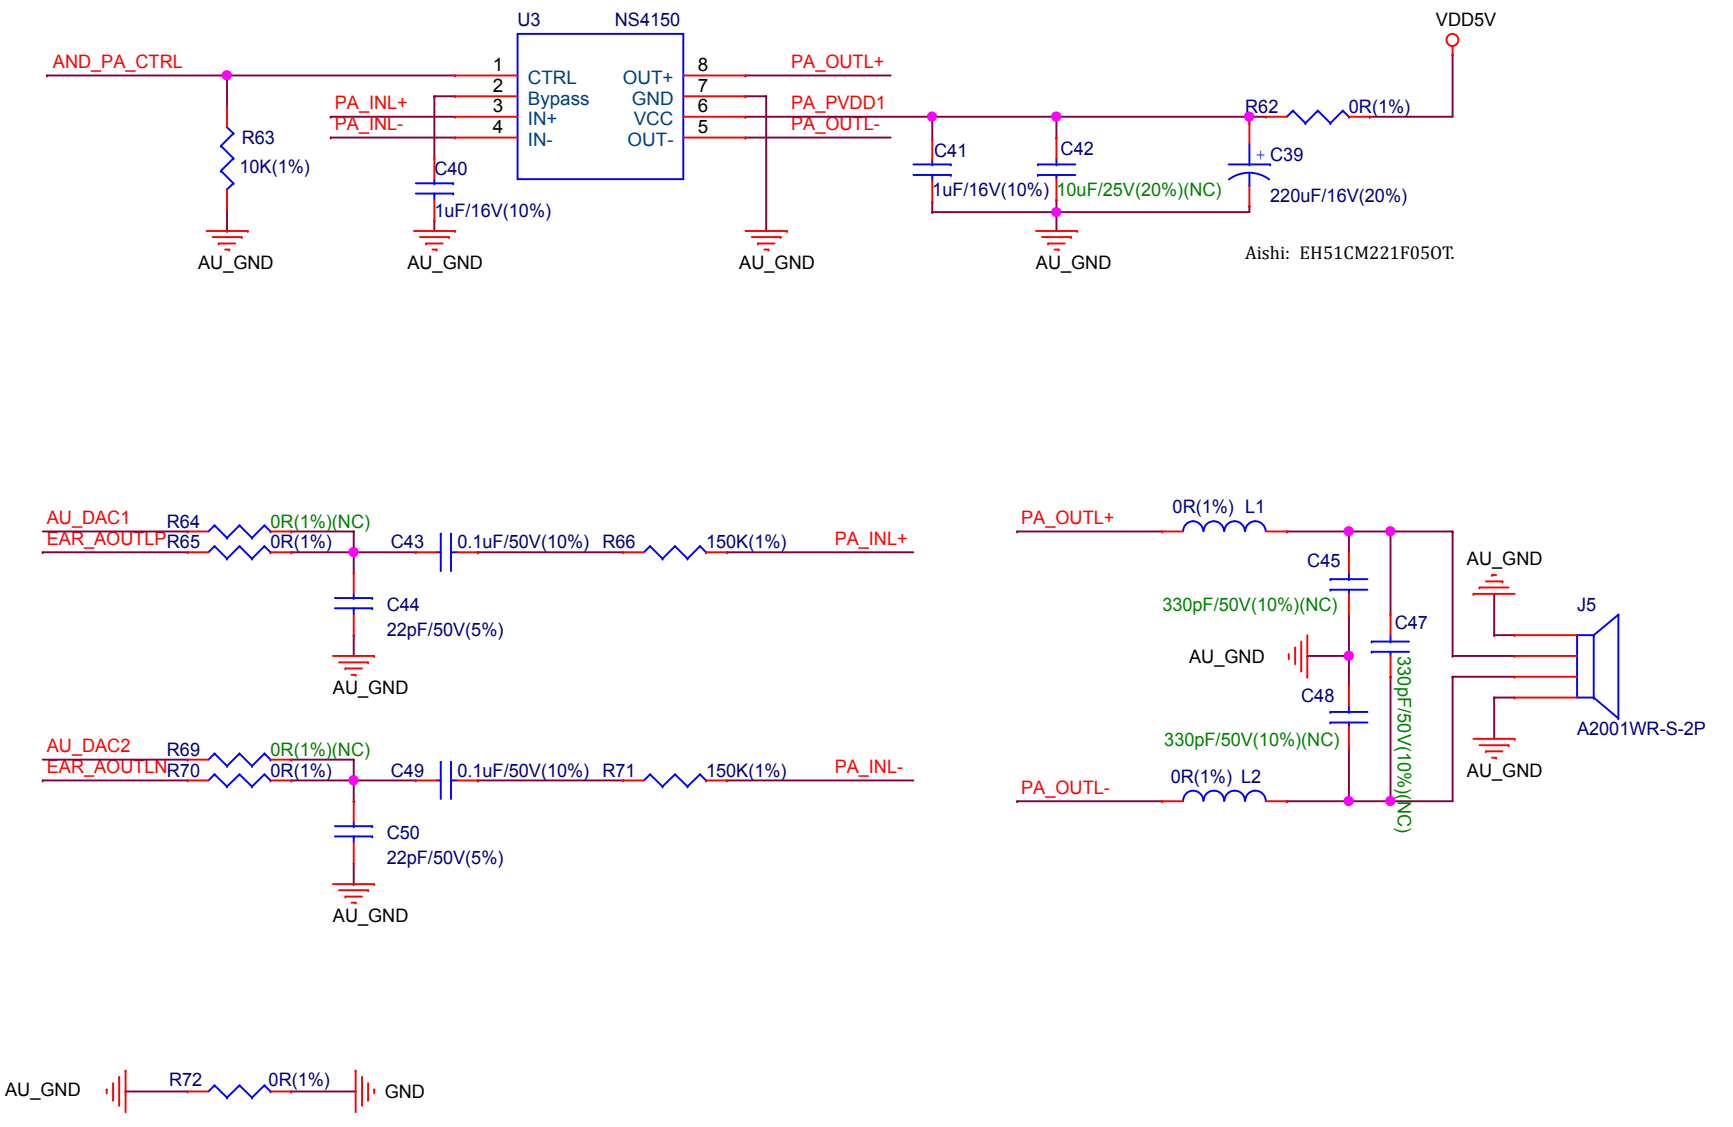 U3 NS4150
VDD5V
AND_PA_CTRL
1 CTRL
2 Bypass
3 IN+
4 IN-
OUT+ 8
GND 7
VCC 6
OUT- 5
PA_OUTL+
PA_INL+
PA_INL-
PA_PVDD1
PA_OUTL-
R62 0R(1%)
R63
10K(1%)
C40
1uF/16V(10%)
C41
1uF/16V(10%)
C42
10uF/25V(20%)(NC)
+ C39
220uF/16V(20%)
AU_GND
AU_GND
AU_GND
AU_GND
Aishi: EH51CM221F05OT.
AU_DAC1 R64 0R(1%)(NC)
EAR_AOUTLP R65 0R(1%) C43 0.1uF/50V(10%) R66 150K(1%) PA_INL+
C44
22pF/50V(5%)
AU_GND
AU_DAC2 R69 0R(1%)(NC)
EAR_AOUTLN R70 0R(1%) C49 0.1uF/50V(10%) R71 150K(1%) PA_INL-
C50
22pF/50V(5%)
AU_GND
PA_OUTL+ 0R(1%) L1
C45
330pF/50V(10%)(NC)
AU_GND
C47
330pF/50V(10%)(NC)
C48
330pF/50V(10%)(NC)
PA_OUTL- 0R(1%) L2
AU_GND
J5
A2001WR-S-2P
AU_GND
AU_GND R72 0R(1%) GND